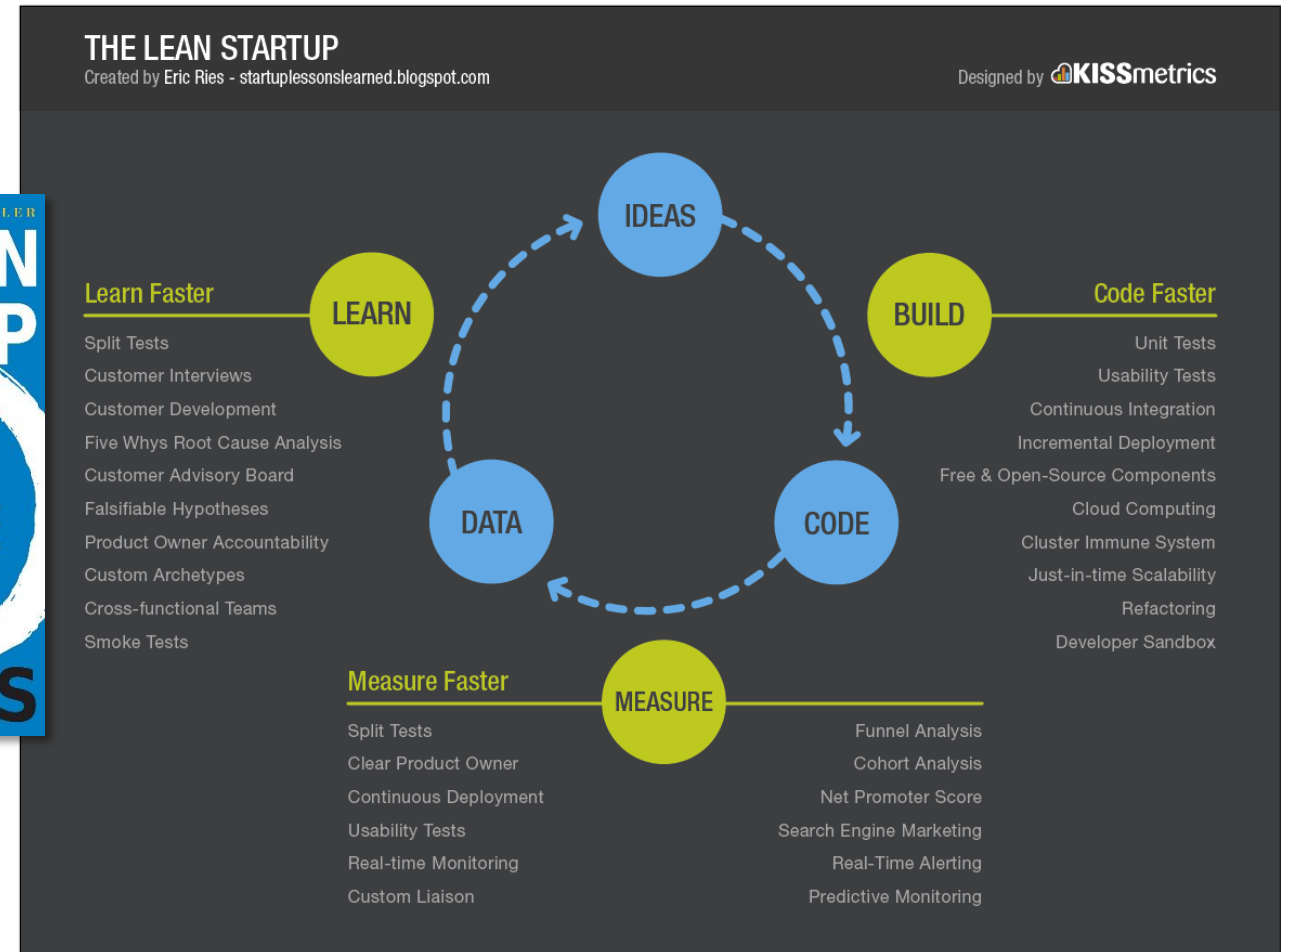 THE LEAN STARTUP
Created by Eric Ries - startuplessonslearned.blogspot.com
Designed by KISSmetrics
LER
N
P
S
IDEAS
LEARN
BUILD
DATA
CODE
MEASURE
Learn Faster
Split Tests
Customer Interviews
Customer Development
Five Whys Root Cause Analysis
Customer Advisory Board
Falsifiable Hypotheses
Product Owner Accountability
Custom Archetypes
Cross-functional Teams
Smoke Tests
Code Faster
Unit Tests
Usability Tests
Continuous Integration
Incremental Deployment
Free & Open-Source Components
Cloud Computing
Cluster Immune System
Just-in-time Scalability
Refactoring
Developer Sandbox
Measure Faster
Split Tests
Clear Product Owner
Continuous Deployment
Usability Tests
Real-time Monitoring
Custom Liaison
Funnel Analysis
Cohort Analysis
Net Promoter Score
Search Engine Marketing
Real-Time Alerting
Predictive Monitoring